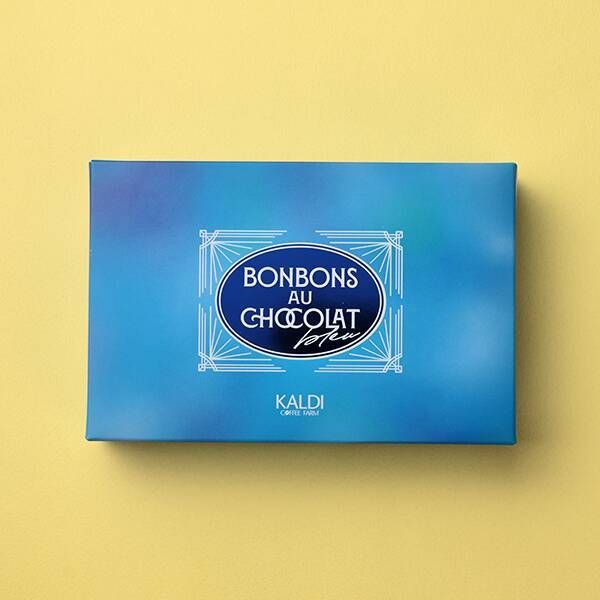 BONBONS
AU
CHOCOLAT
bleu
KALDI
COFFEE FARM